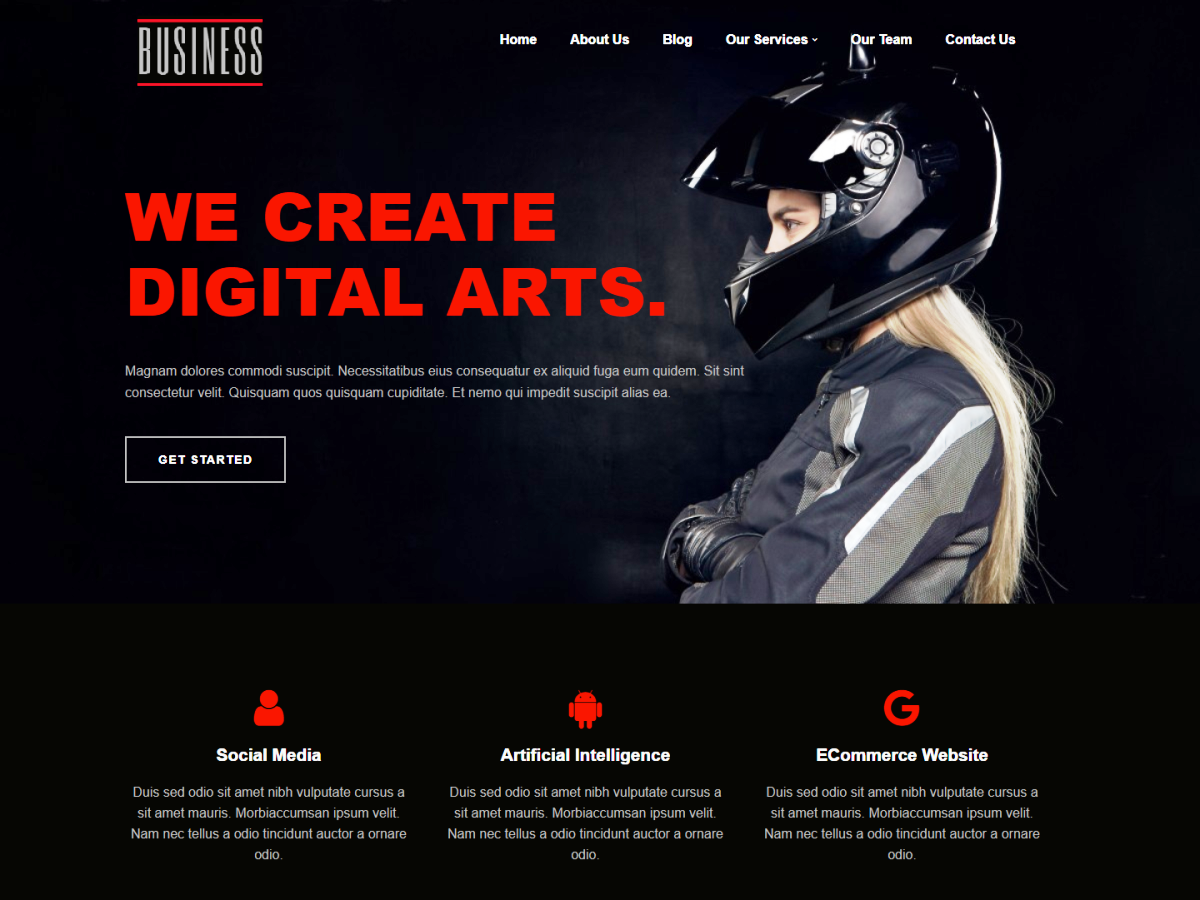 BUSINESS
Home About Us Blog Our Services Our Team Contact Us
WE CREATE
DIGITAL ARTS.
Magnam dolores commodi suscipit. Necessitatibus eius consequatur ex aliquid fuga eum quidem. Sit sint
consectetur velit. Quisquam quos quisquam cupiditate. Et nemo qui impedit suscipit alias ea.
GET STARTED
Social Media
Duis sed odio sit amet nibh vulputate cursus a
sit amet mauris. Morbiaccumsan ipsum velit.
Nam nec tellus a odio tincidunt auctor a ornare
odio.
Artificial Intelligence
Duis sed odio sit amet nibh vulputate cursus a
sit amet mauris. Morbiaccumsan ipsum velit.
Nam nec tellus a odio tincidunt auctor a ornare
odio.
ECommerce Website
Duis sed odio sit amet nibh vulputate cursus a
sit amet mauris. Morbiaccumsan ipsum velit.
Nam nec tellus a odio tincidunt auctor a ornare
odio.